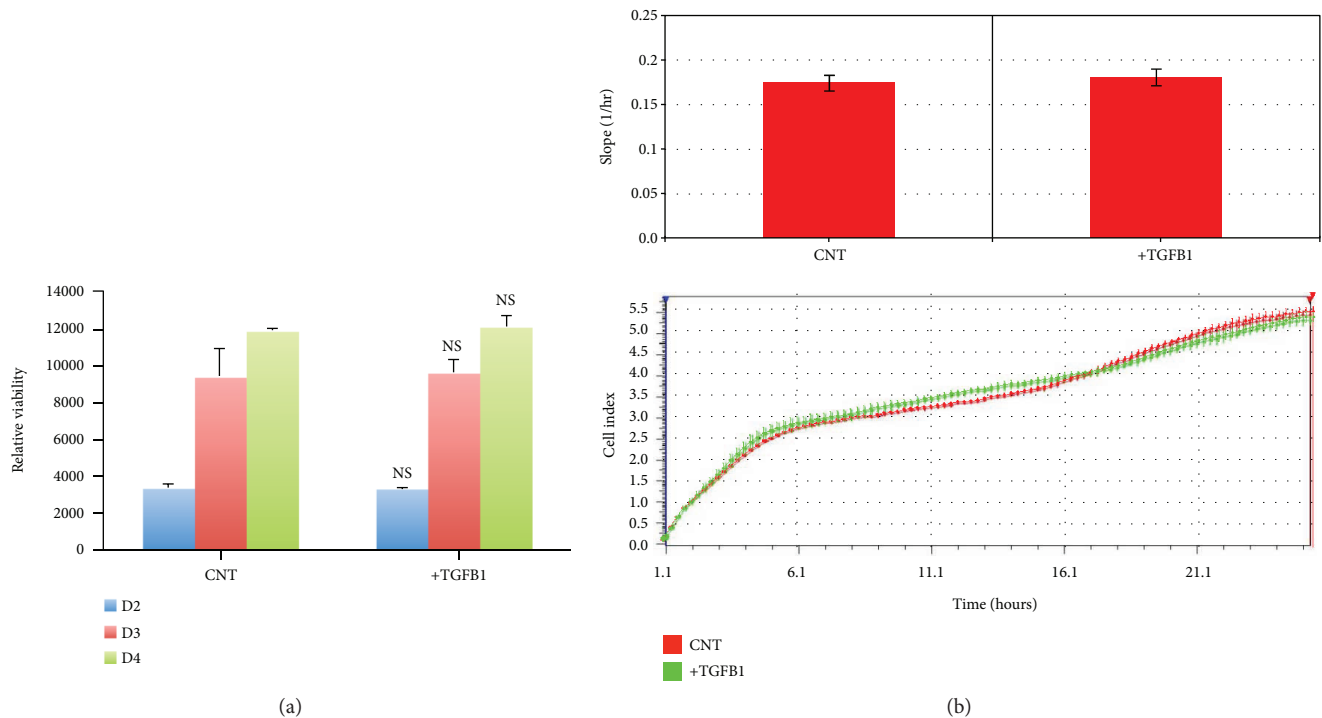 14000
12000
10000
8000
6000
4000
2000
0
Relative viability
NS
NS
NS
CNT
+TGFB1
D2
D3
D4
(a)
0.25
0.2
0.15
0.1
0.05
0.0
Slope (1/hr)
CNT
+TGFB1
5.5
5.0
4.5
4.0
3.5
3.0
2.5
2.0
1.5
1.0
0.5
0.0
Cell index
1.1
6.1
11.1
16.1
21.1
Time (hours)
CNT
+TGFB1
(b)